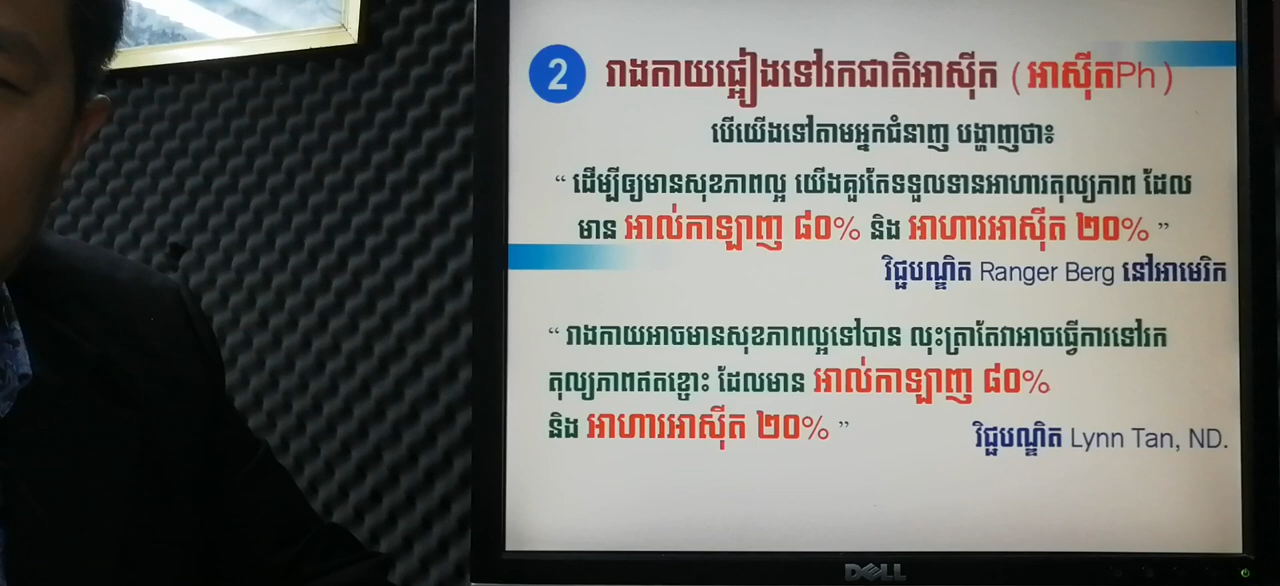 2 រាងកាយផ្អៀងទៅរកជាតិអាស៊ីត ( អាស៊ីតPh )
បើយើងទៅតាមអ្នកជំនាញ បង្ហាញថា៖
“ ដើម្បីឲ្យមានសុខភាពល្អ យើងគួរតែទទួលទានអាហារតុល្យភាព ដែល
មាន អាល់កាឡាញ ៨០% និង អាហារអាស៊ីត ២០% ”
វិជ្ជបណ្ឌិត Ranger Berg នៅអាមេរិក
“ រាងកាយអាចមានសុខភាពល្អទៅបាន លុះត្រាតែវាអាចធ្វើការទៅរក
តុល្យភាពឥតខ្ចោះ ដែលមាន អាល់កាឡាញ ៨០%
និង អាហារអាស៊ីត ២០% ”
វិជ្ជបណ្ឌិត Lynn Tan, ND.
DELL